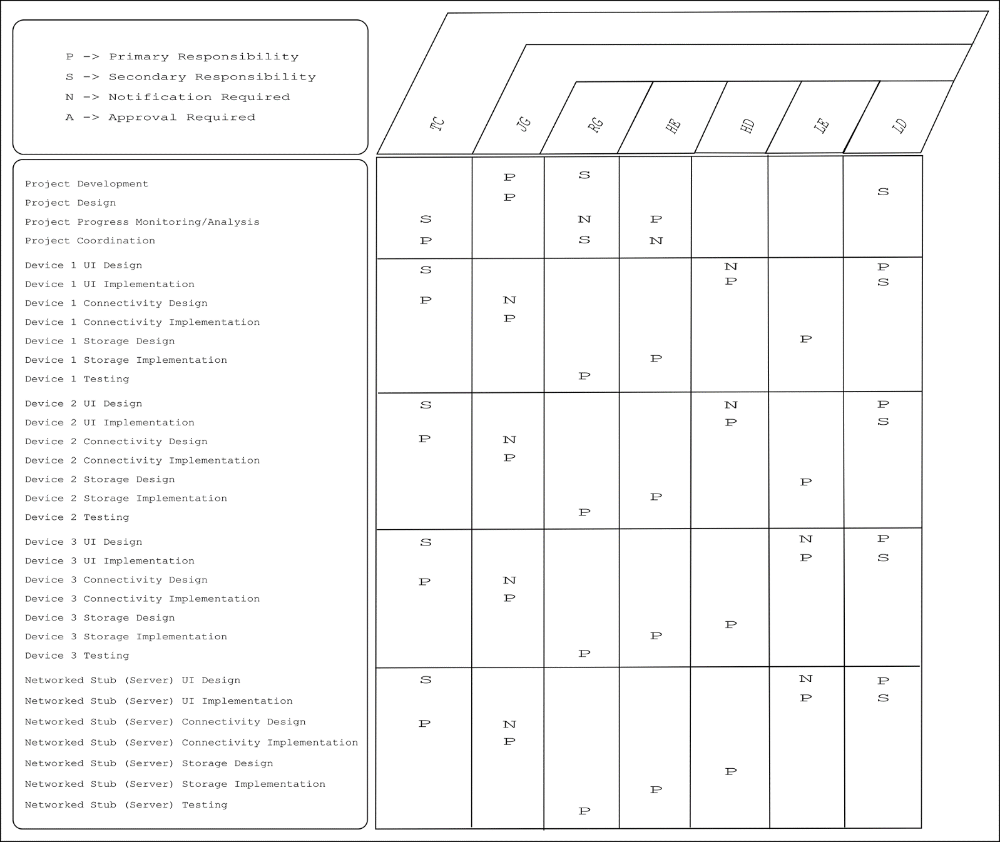 P -> Primary Responsibility
S -> Secondary Responsibility
N -> Notification Required
A -> Approval Required
TC JG RG HE HD LE LD
Project Development P S
Project Design P S
Project Progress Monitoring/Analysis S N P
Project Coordination P S N
Device 1 UI Design S N P
Device 1 UI Implementation P S
Device 1 Connectivity Design P N
Device 1 Connectivity Implementation P
Device 1 Storage Design P
Device 1 Storage Implementation P
Device 1 Testing P
Device 2 UI Design S N P
Device 2 UI Implementation P S
Device 2 Connectivity Design P N
Device 2 Connectivity Implementation P
Device 2 Storage Design P
Device 2 Storage Implementation P
Device 2 Testing P
Device 3 UI Design S N P
Device 3 UI Implementation P S
Device 3 Connectivity Design P N
Device 3 Connectivity Implementation P
Device 3 Storage Design P
Device 3 Storage Implementation P
Device 3 Testing P
Networked Stub (Server) UI Design S N P
Networked Stub (Server) UI Implementation P S
Networked Stub (Server) Connectivity Design P N
Networked Stub (Server) Connectivity Implementation P
Networked Stub (Server) Storage Design P
Networked Stub (Server) Storage Implementation P
Networked Stub (Server) Testing P